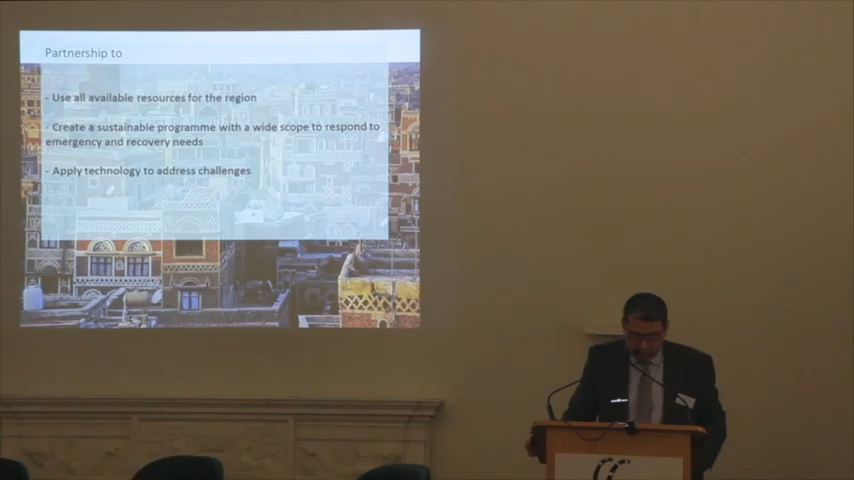 Partnership to
- Use all available resources for the region
- Create a sustainable programme with a wide scope to respond to
emergency and recovery needs
- Apply technology to address challenges